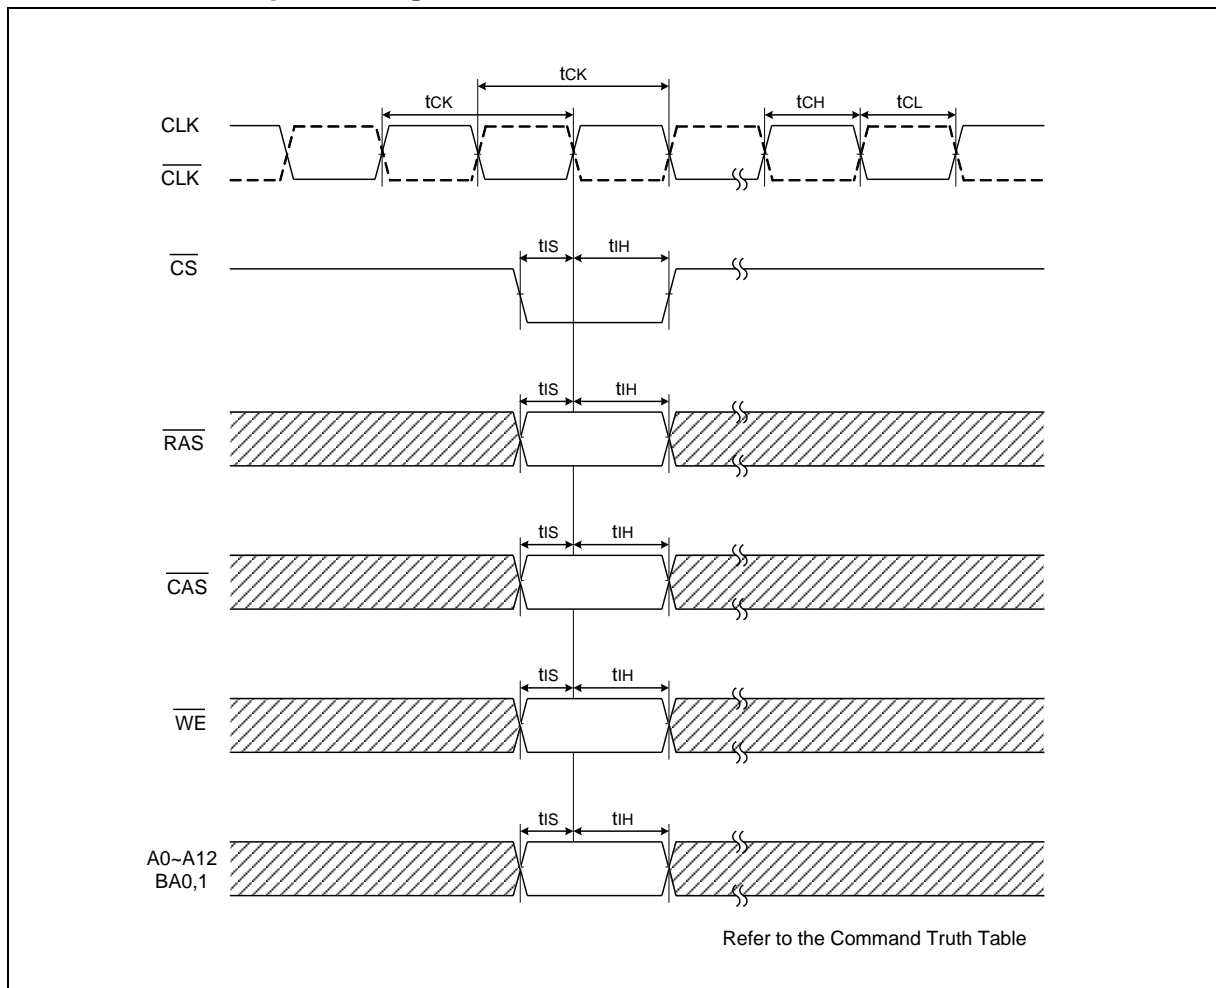 tCK
tCK
tCH
tCL
CLK
CLK
tIS
tIH
CS
tIS
tIH
RAS
tIS
tIH
CAS
tIS
tIH
WE
tIS
tIH
A0~A12
BA0,1
Refer to the Command Truth Table